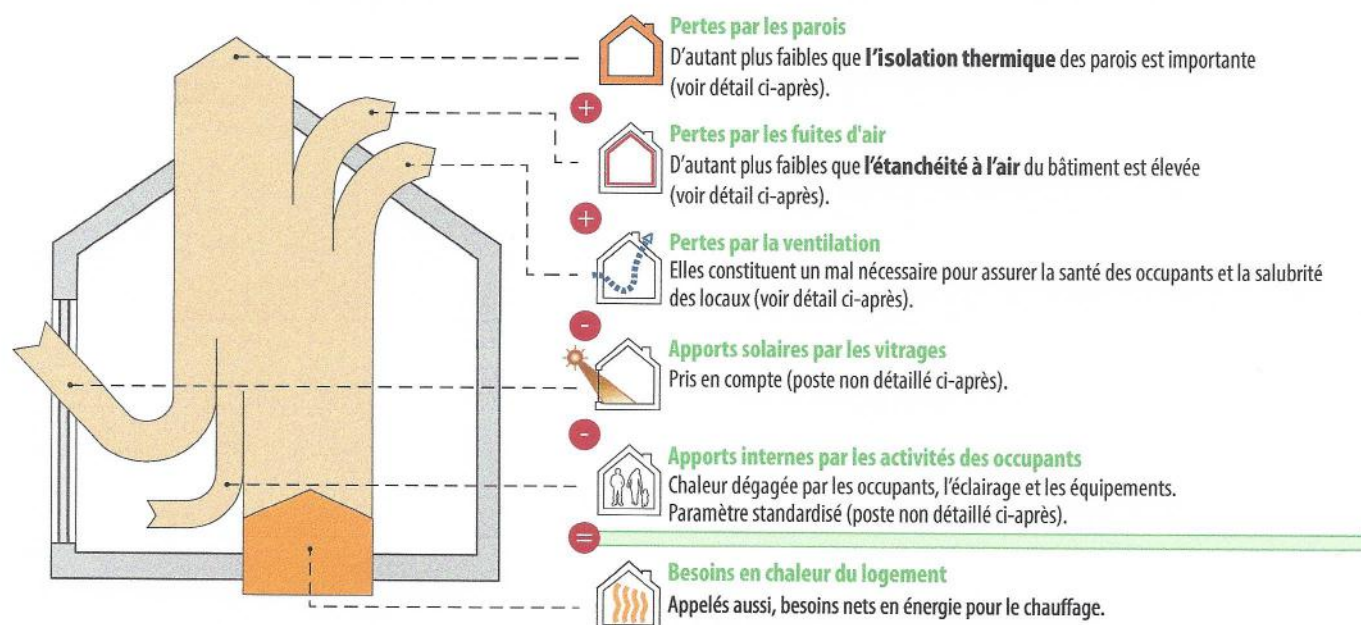 Pertes par les parois
D'autant plus faibles que l'isolation thermique des parois est importante
(voir détail ci-après).
+
Pertes par les fuites d'air
D'autant plus faibles que l'étanchéité à l'air du bâtiment est élevée
(voir détail ci-après).
+
Pertes par la ventilation
Elles constituent un mal nécessaire pour assurer la santé des occupants et la salubrité
des locaux (voir détail ci-après).
-
Apports solaires par les vitrages
Pris en compte (poste non détaillé ci-après).
-
Apports internes par les activités des occupants
Chaleur dégagée par les occupants, l'éclairage et les équipements.
Paramètre standardisé (poste non détaillé ci-après).
=
Besoins en chaleur du logement
Appelés aussi, besoins nets en énergie pour le chauffage.